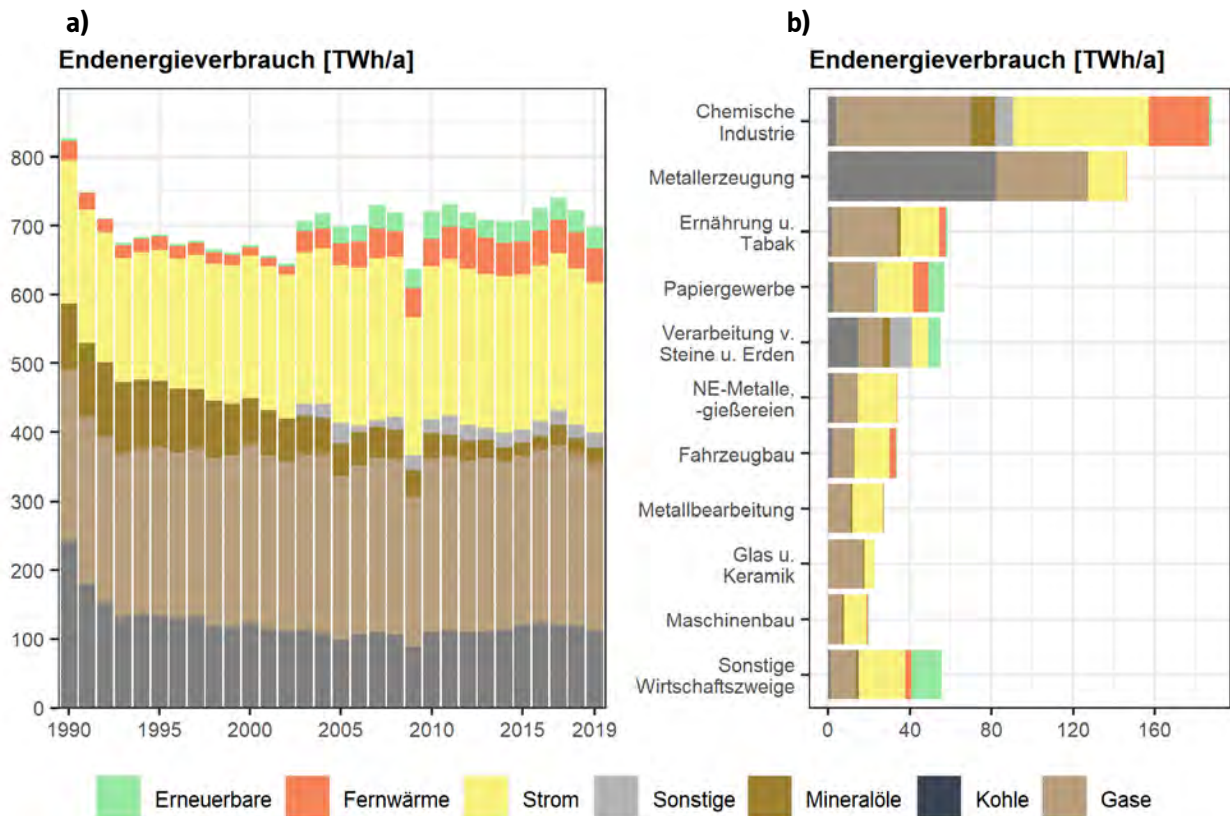 a)
Endenergieverbrauch [TWh/a]
800
700
600
500
400
300
200
100
0
1990
1995
2000
2005
2010
2015
2019
b)
Endenergieverbrauch [TWh/a]
Chemische
Industrie
Metallerzeugung
Ernährung u.
Tabak
Papiergewerbe
Verarbeitung v.
Steine u. Erden
NE-Metalle,
-gießereien
Fahrzeugbau
Metallbearbeitung
Glas u.
Keramik
Maschinenbau
Sonstige
Wirtschaftszweige
0
40
80
120
160
Erneuerbare
Fernwärme
Strom
Sonstige
Mineralöle
Kohle
Gase